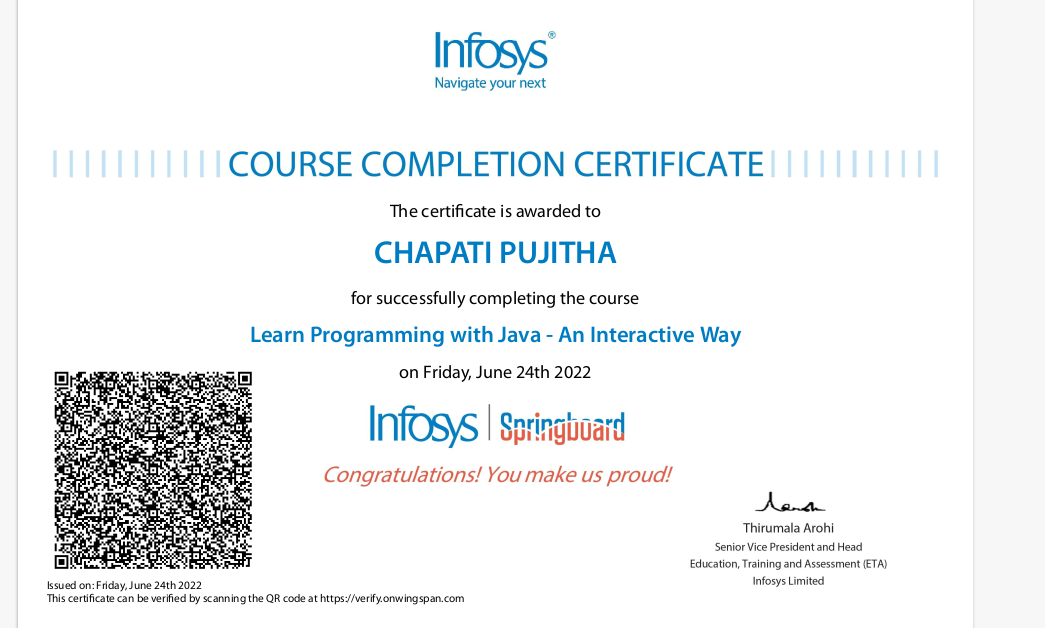 Infosys®
Navigate your next
COURSE COMPLETION CERTIFICATE
The certificate is awarded to
CHAPATI PUJITHA
for successfully completing the course
Learn Programming with Java - An Interactive Way
on Friday, June 24th 2022
Infosys | Springboard
Congratulations! You make us proud!
Thirumala Arohi
Senior Vice President and Head
Education, Training and Assessment (ETA)
Infosys Limited
Issued on: Friday, June 24th 2022
This certificate can be verified by scanning the QR code at https://verify.onwingspan.com